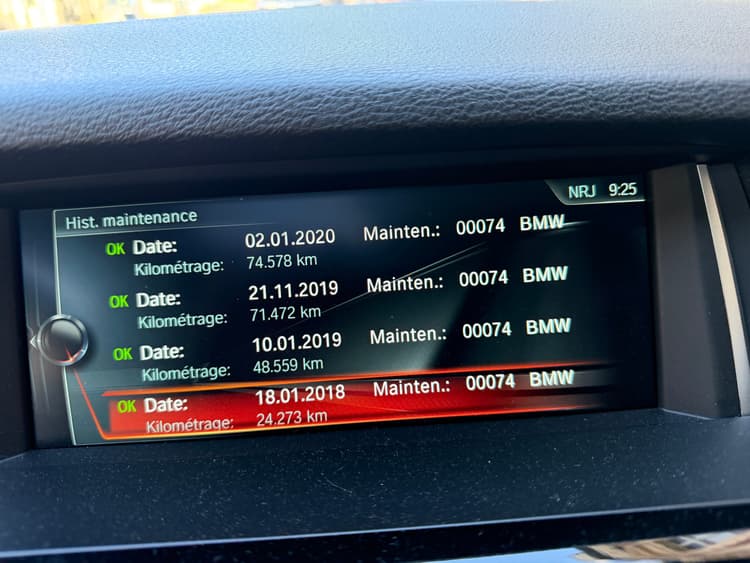 NRJ 9:25
Hist. maintenance
OK Date: 02.01.2020 Mainten.: 00074 BMW
Kilométrage: 74.578 km
OK Date: 21.11.2019 Mainten.: 00074 BMW
Kilométrage: 71.472 km
OK Date: 10.01.2019 Mainten.: 00074 BMW
Kilométrage: 48.559 km
OK Date: 18.01.2018 Mainten.: 00074 BMW
Kilométrage: 24.273 km